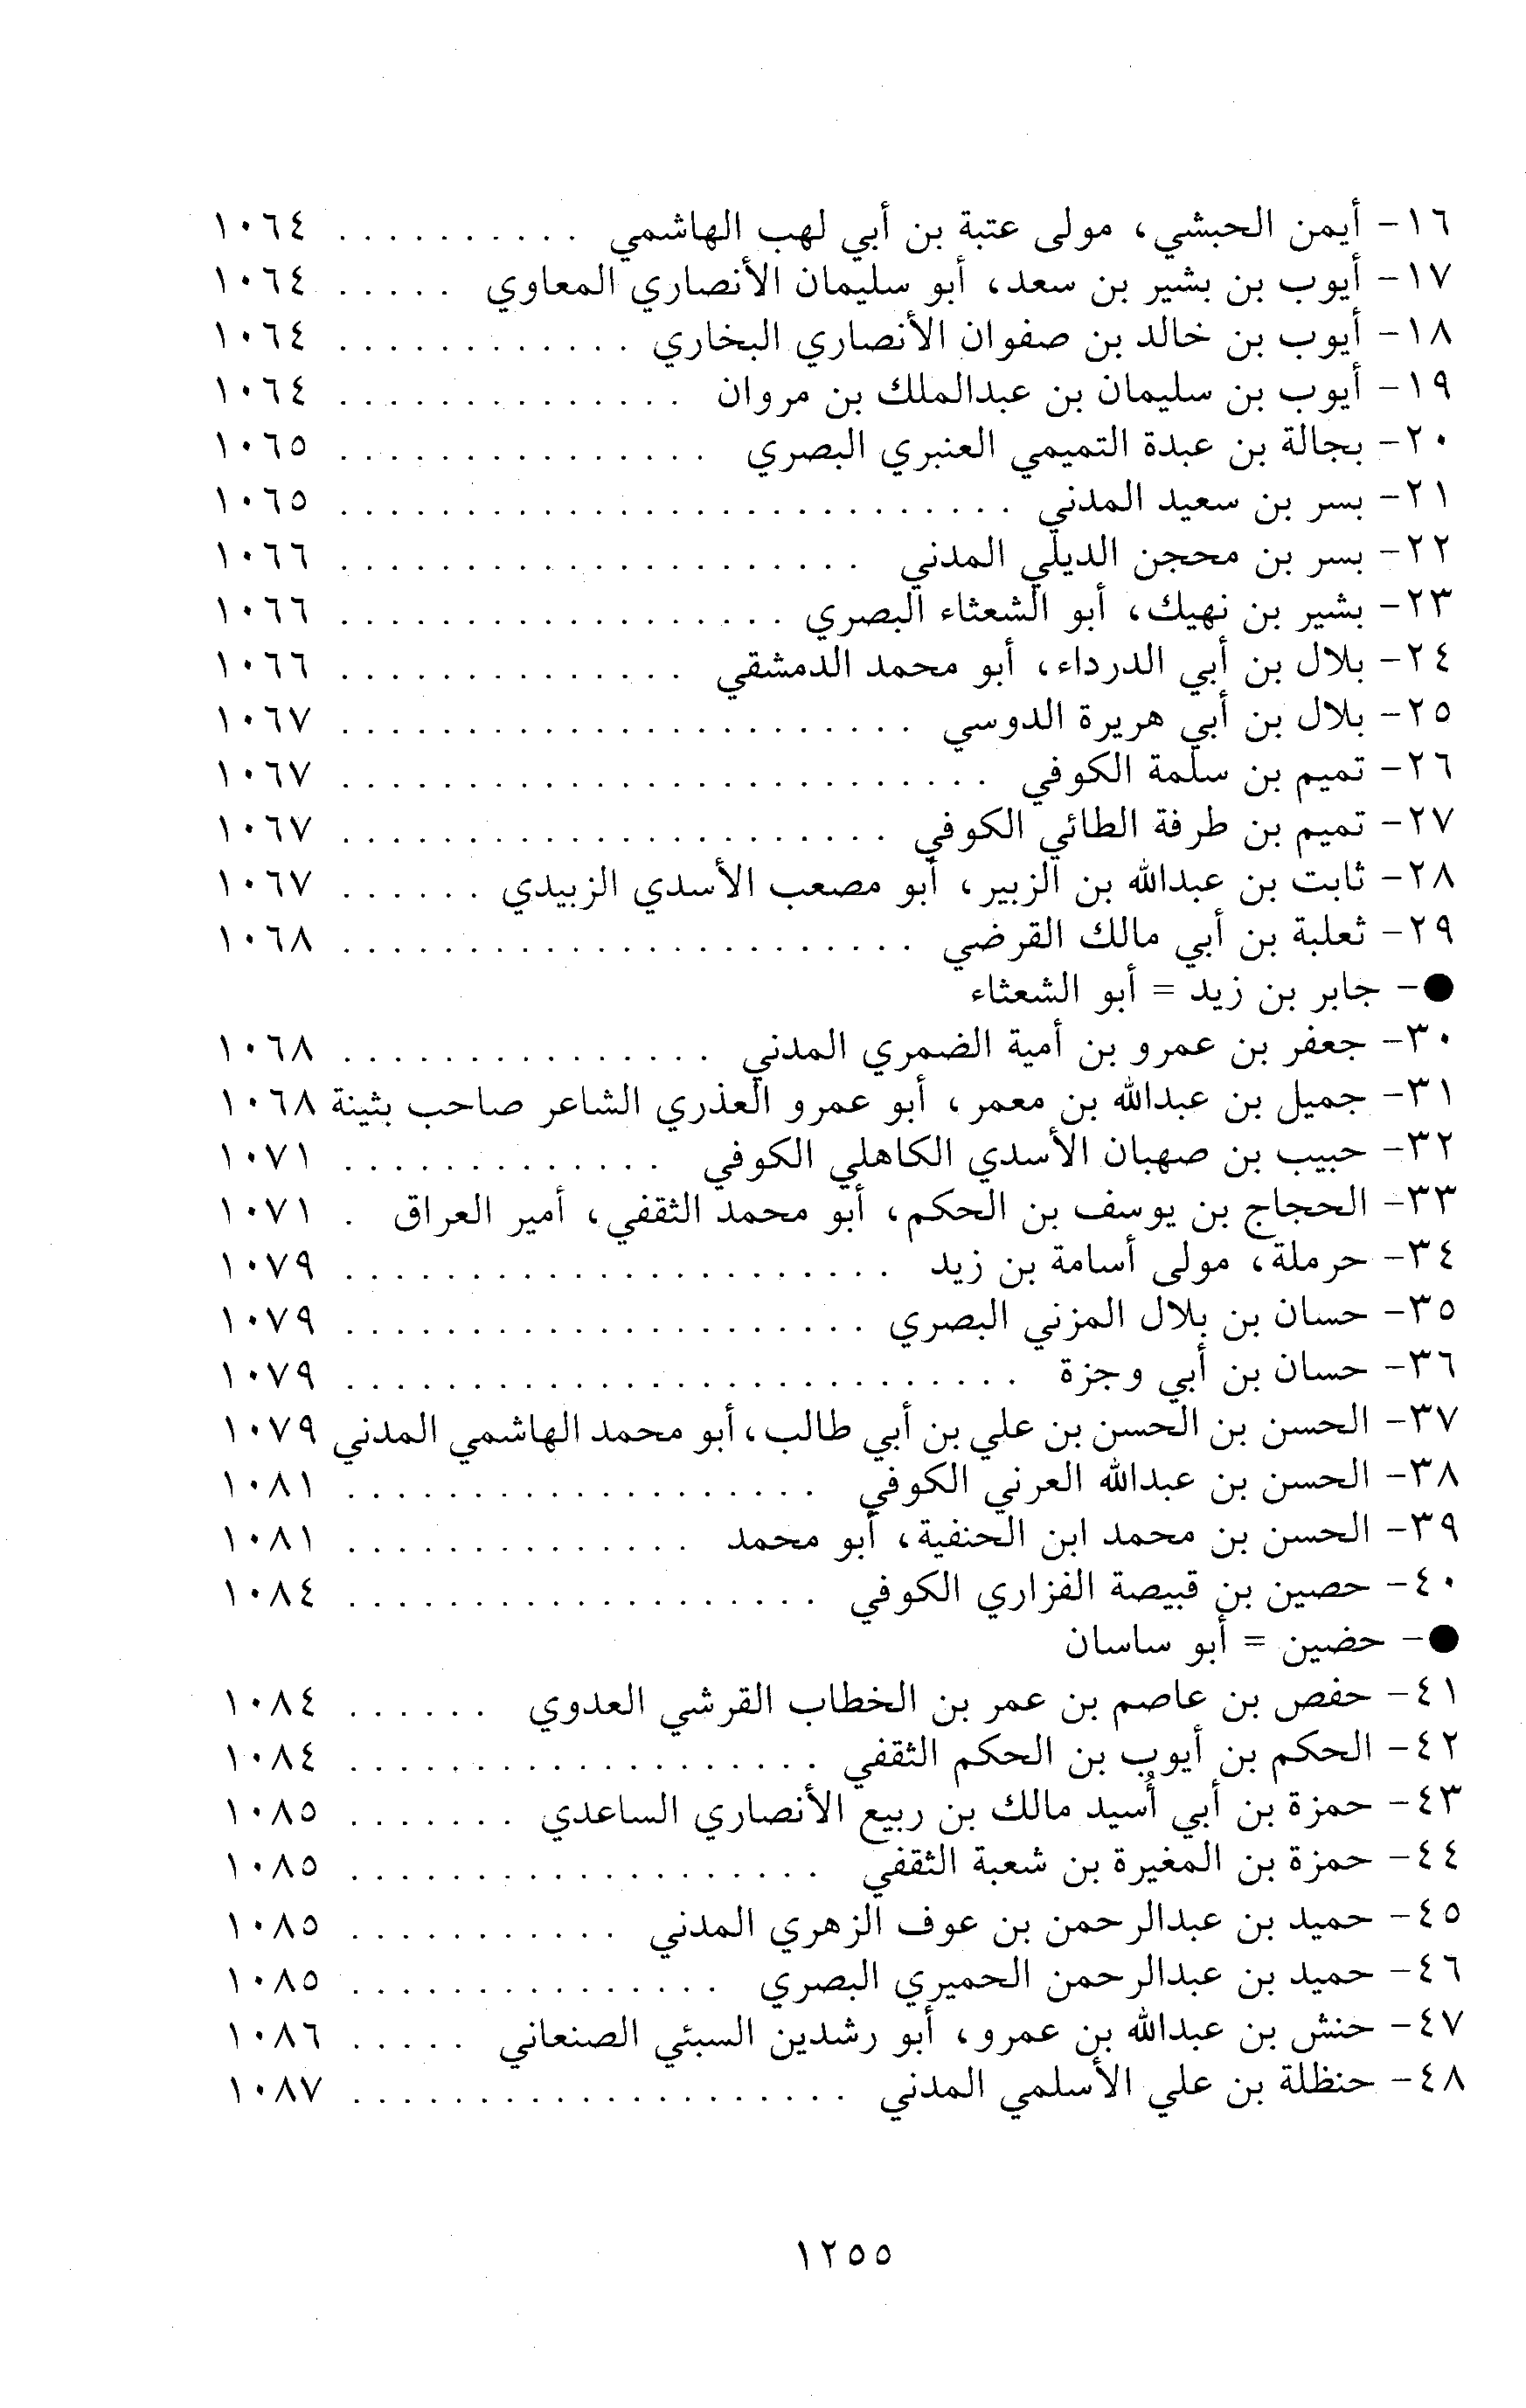 ١٦- أيمن الحبشي، مولى عتبة بن أبي لهب الهاشمي . . . . . . . . . . ١٠٦٤
١٧- أيوب بن بشير بن سعد، أبو سليمان الأنصاري المعاوي . . . . . ١٠٦٤
١٨- أيوب بن خالد بن صفوان الأنصاري البخاري . . . . . . . . . . . . ١٠٦٤
١٩- أيوب بن سليمان بن عبدالملك بن مروان . . . . . . . . . . . . . . ١٠٦٤
٢٠- بجالة بن عبدة التميمي العنبري البصري . . . . . . . . . . . . . . . ١٠٦٥
٢١- بسر بن سعيد المدني . . . . . . . . . . . . . . . . . . . . . . . . . . . ١٠٦٥
٢٢- بسر بن محجن الديلي المدني . . . . . . . . . . . . . . . . . . . . . ١٠٦٦
٢٣- بشير بن نهيك، أبو الشعثاء البصري . . . . . . . . . . . . . . . . . . ١٠٦٦
٢٤- بلال بن أبي الدرداء، أبو محمد الدمشقي . . . . . . . . . . . . . . ١٠٦٦
٢٥- بلال بن أبي هريرة الدوسي . . . . . . . . . . . . . . . . . . . . . . . ١٠٦٧
٢٦- تميم بن سلمة الكوفي . . . . . . . . . . . . . . . . . . . . . . . . . . ١٠٦٧
٢٧- تميم بن طرفة الطائي الكوفي . . . . . . . . . . . . . . . . . . . . . . ١٠٦٧
٢٨- ثابت بن عبدالله بن الزبير، أبو مصعب الأسدي الزبيدي . . . . . . ١٠٦٧
٢٩- ثعلبة بن أبي مالك القرضي . . . . . . . . . . . . . . . . . . . . . . . ١٠٦٨
●- جابر بن زيد = أبو الشعثاء
٣٠- جعفر بن عمرو بن أمية الضمري المدني . . . . . . . . . . . . . . . ١٠٦٨
٣١- جميل بن عبدالله بن معمر، أبو عمرو العذري الشاعر صاحب بثينة ١٠٦٨
٣٢- حبيب بن صهبان الأسدي الكاهلي الكوفي . . . . . . . . . . . . . ١٠٧١
٣٣- الحجاج بن يوسف بن الحكم، أبو محمد الثقفي، أمير العراق . ١٠٧١
٣٤- حرملة، مولى أسامة بن زيد . . . . . . . . . . . . . . . . . . . . . . ١٠٧٩
٣٥- حسان بن بلال المزني البصري . . . . . . . . . . . . . . . . . . . . . ١٠٧٩
٣٦- حسان بن أبي وجزة . . . . . . . . . . . . . . . . . . . . . . . . . . . ١٠٧٩
٣٧- الحسن بن الحسن بن علي بن أبي طالب، أبو محمد الهاشمي المدني ١٠٧٩
٣٨- الحسن بن عبدالله العرني الكوفي . . . . . . . . . . . . . . . . . . . ١٠٨١
٣٩- الحسن بن محمد ابن الحنفية، أبو محمد . . . . . . . . . . . . . . ١٠٨١
٤٠- حصين بن قبيصة الفزاري الكوفي . . . . . . . . . . . . . . . . . . . ١٠٨٤
●- حضين = أبو ساسان
٤١- حفص بن عاصم بن عمر بن الخطاب القرشي العدوي . . . . . . ١٠٨٤
٤٢- الحكم بن أيوب بن الحكم الثقفي . . . . . . . . . . . . . . . . . . . ١٠٨٤
٤٣- حمزة بن أبي أُسيد مالك بن ربيع الأنصاري الساعدي . . . . . . . ١٠٨٥
٤٤- حمزة بن المغيرة بن شعبة الثقفي . . . . . . . . . . . . . . . . . . . ١٠٨٥
٤٥- حميد بن عبدالرحمن بن عوف الزهري المدني . . . . . . . . . . . ١٠٨٥
٤٦- حميد بن عبدالرحمن الحميري البصري . . . . . . . . . . . . . . . ١٠٨٥
٤٧- حنش بن عبدالله بن عمرو، أبو رشدين السبئي الصنعاني . . . . . ١٠٨٦
٤٨- حنظلة بن علي الأسلمي المدني . . . . . . . . . . . . . . . . . . . . ١٠٨٧
١٢٥٥